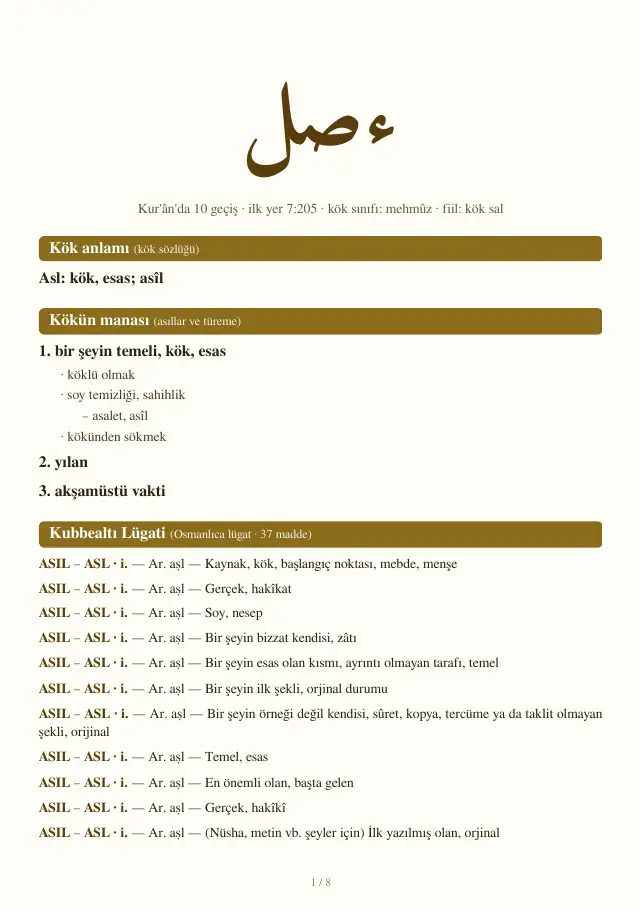 ءصل
Kur'ân'da 10 geçiş · ilk yer 7:205 · kök sınıfı: mehmûz · fiil: kök sal
Kök anlamı (kök sözlüğü)
Asl: kök, esas; asîl
Kökün manası (asıllar ve türeme)
1. bir şeyin temeli, kök, esas
· köklü olmak
· soy temizliği, sahihlik
– asalet, asîl
· kökünden sökmek
2. yılan
3. akşamüstü vakti
Kubbealtı Lügati (Osmanlıca lügat · 37 madde)
ASIL – ASL · i. — Ar. aṣl — Kaynak, kök, başlangıç noktası, mebde, menşe
ASIL – ASL · i. — Ar. aṣl — Gerçek, hakîkat
ASIL – ASL · i. — Ar. aṣl — Soy, nesep
ASIL – ASL · i. — Ar. aṣl — Bir şeyin bizzat kendisi, zâtı
ASIL – ASL · i. — Ar. aṣl — Bir şeyin esas olan kısmı, ayrıntı olmayan tarafı, temel
ASIL – ASL · i. — Ar. aṣl — Bir şeyin ilk şekli, orjinal durumu
ASIL – ASL · i. — Ar. aṣl — Bir şeyin örneği değil kendisi, sûret, kopya, tercüme ya da taklit olmayan
şekli, orijinal
ASIL – ASL · i. — Ar. aṣl — Temel, esas
ASIL – ASL · i. — Ar. aṣl — En önemli olan, başta gelen
ASIL – ASL · i. — Ar. aṣl — Gerçek, hakîkî
ASIL – ASL · i. — Ar. aṣl — (Nüsha, metin vb. şeyler için) İlk yazılmış olan, orjinal
1 / 8